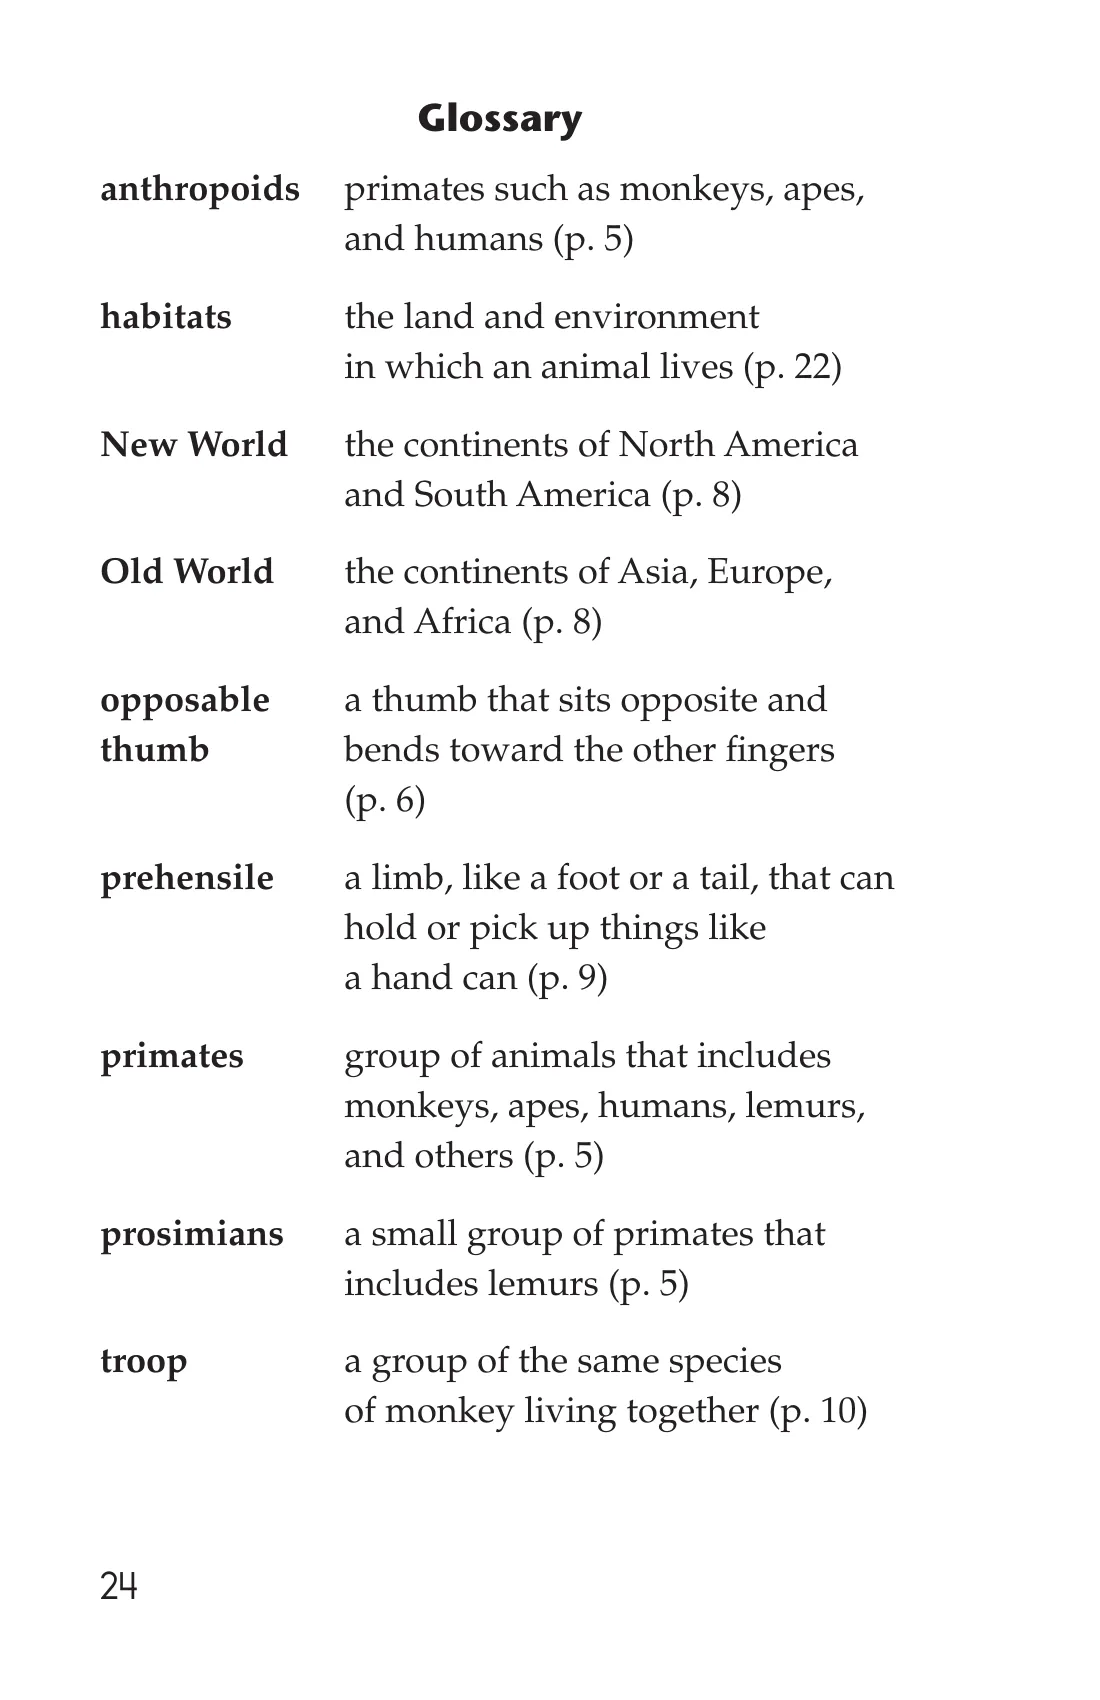 Glossary
anthropoids primates such as monkeys, apes,
and humans (p. 5)
habitats the land and environment
in which an animal lives (p. 22)
New World the continents of North America
and South America (p. 8)
Old World the continents of Asia, Europe,
and Africa (p. 8)
opposable a thumb that sits opposite and
thumb bends toward the other fingers
(p. 6)
prehensile a limb, like a foot or a tail, that can
hold or pick up things like
a hand can (p. 9)
primates group of animals that includes
monkeys, apes, humans, lemurs,
and others (p. 5)
prosimians a small group of primates that
includes lemurs (p. 5)
troop a group of the same species
of monkey living together (p. 10)
24